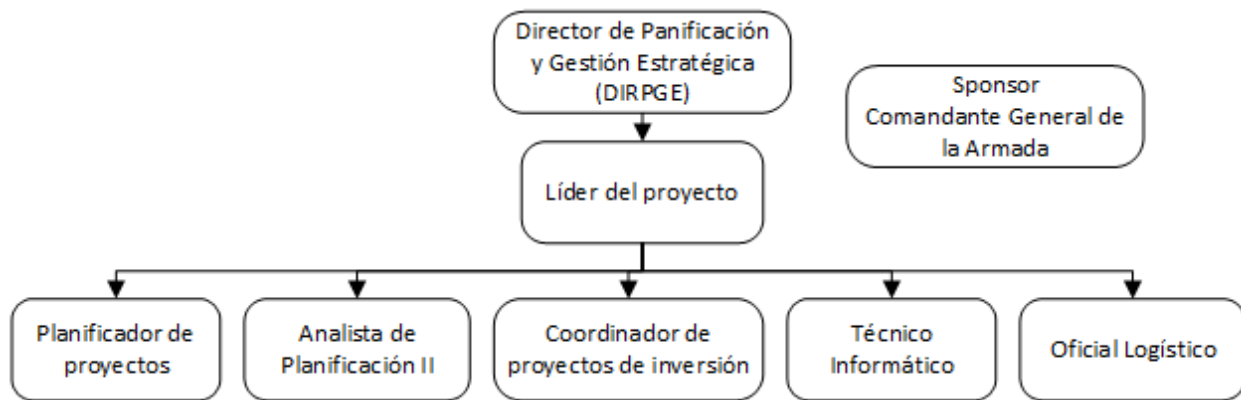 Director de Panificación
y Gestión Estratégica
(DIRPGE)
Sponsor
Comandante General de
la Armada
Líder del proyecto
Planificador de
proyectos
Analista de
Planificación II
Coordinador de
proyectos de inversión
Técnico
Informático
Oficial Logístico